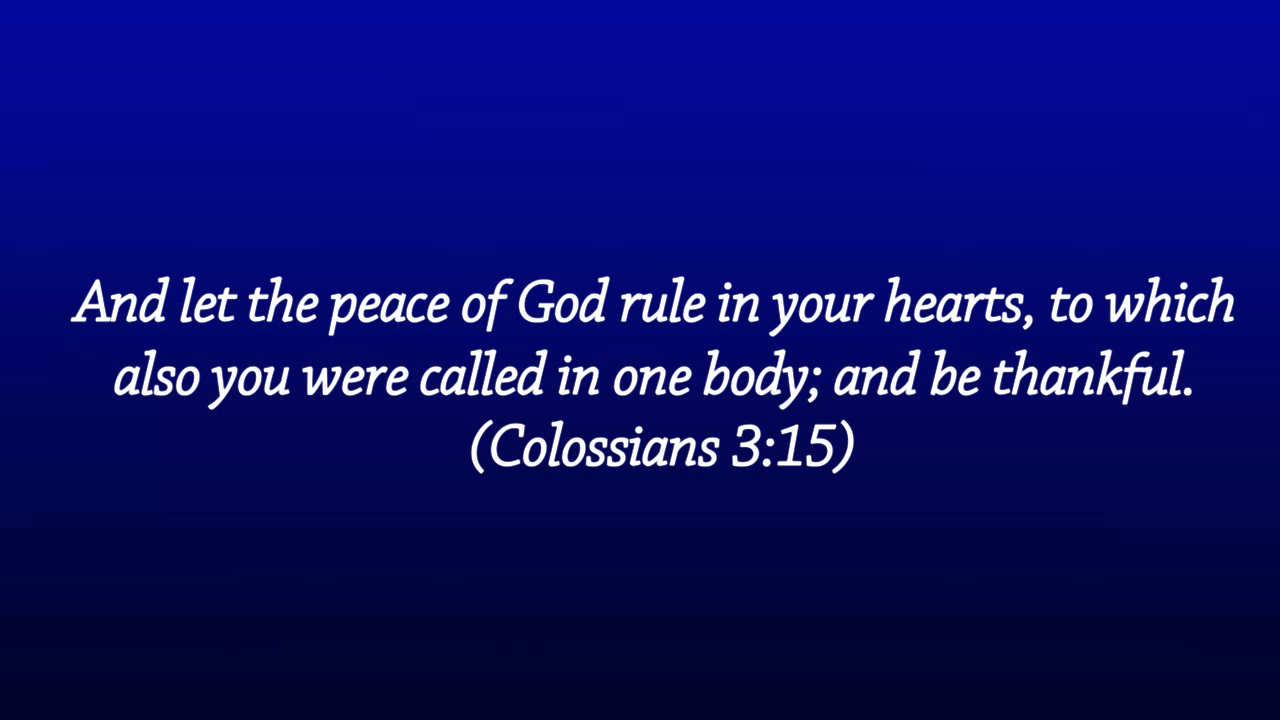 And let the peace of God rule in your hearts, to which
also you were called in one body; and be thankful.
(Colossians 3:15)